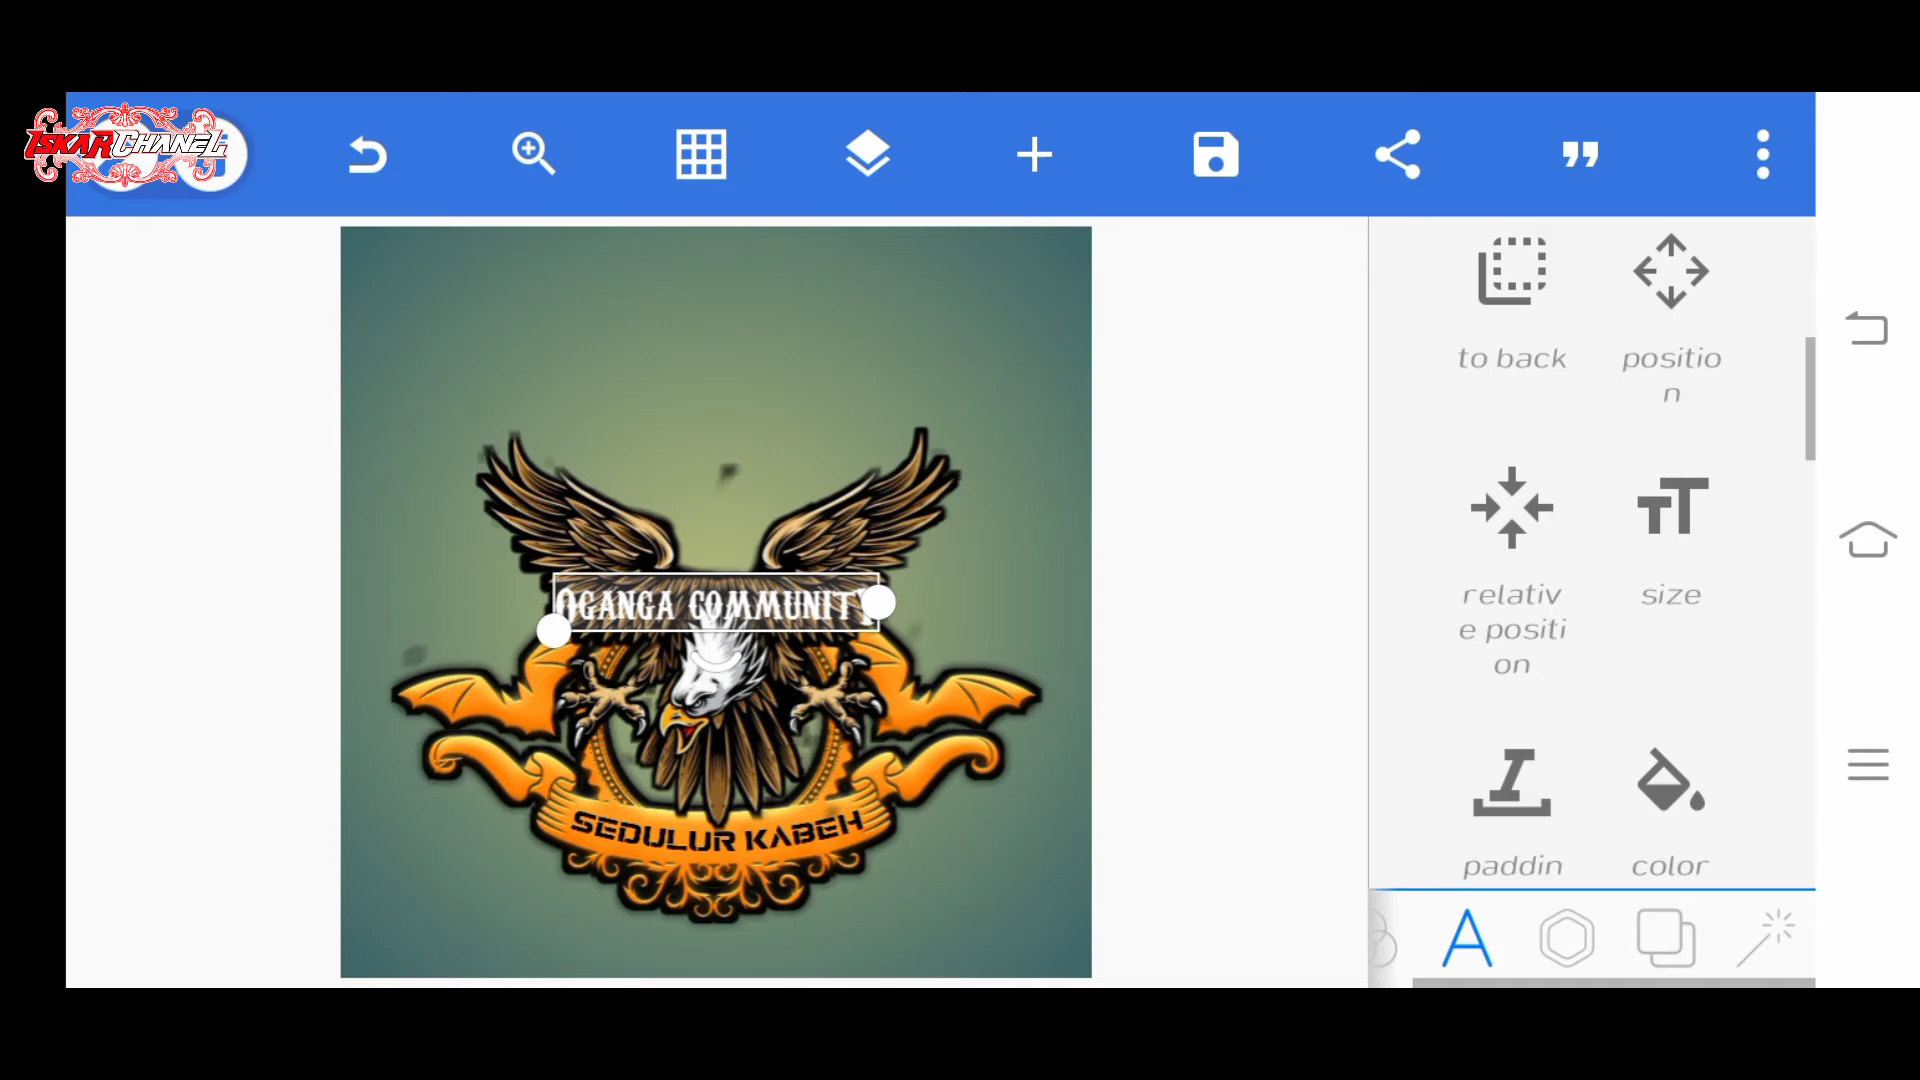 ISKAR CHANEL
to back
positio
n
OGANGA COMMUNITY
relativ
e positi
on
size
SEDULUR KABEH
paddin
color